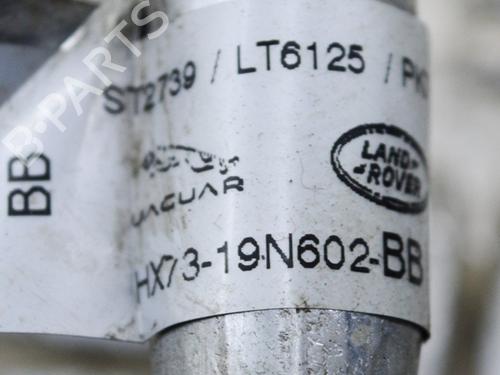 B-PARTS
ST2739 / LT6125 / PK
BB
LAND-
-ROVER
JAGUAR
HX73-19N602-BB